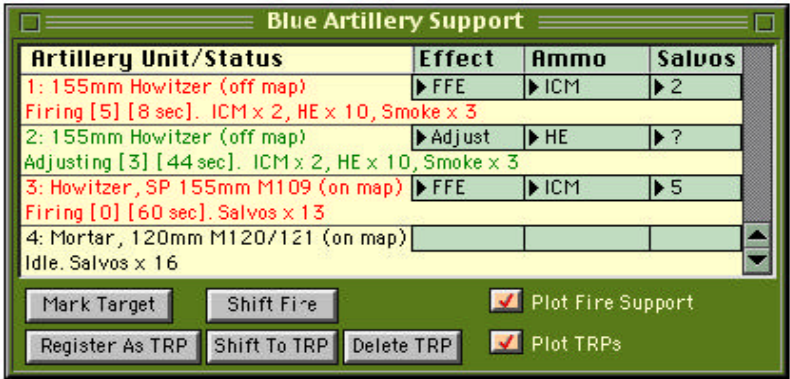 Blue Artillery Support
Artillery Unit/Status Effect Ammo Salvos
1: 155mm Howitzer (off map) FFE ICM 2
Firing [5] [8 sec]. ICM x 2, HE x 10, Smoke x 3
2: 155mm Howitzer (off map) Adjust HE ?
Adjusting [3] [44 sec]. ICM x 2, HE x 10, Smoke x 3
3: Howitzer, SP 155mm M109 (on map) FFE ICM 5
Firing [0] [60 sec]. Salvos x 13
4: Mortar, 120mm M120/121 (on map)
Idle. Salvos x 16
Mark Target Shift Fire Plot Fire Support
Register As TRP Shift To TRP Delete TRP Plot TRPs